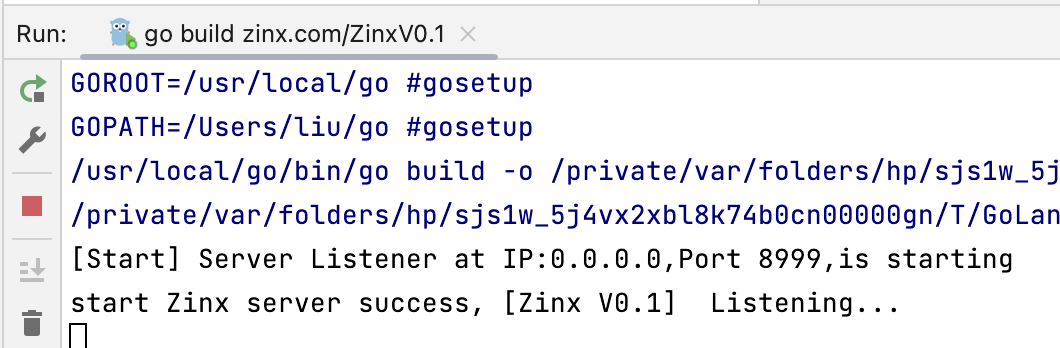 Run: go build zinx.com/ZinxV0.1
GOROOT=/usr/local/go #gosetup
GOPATH=/Users/liu/go #gosetup
/usr/local/go/bin/go build -o /private/var/folders/hp/sjs1w_5j
/private/var/folders/hp/sjs1w_5j4vx2xbl8k74b0cn00000gn/T/GoLan
[Start] Server Listener at IP:0.0.0.0,Port 8999,is starting
start Zinx server success, [Zinx V0.1]  Listening...